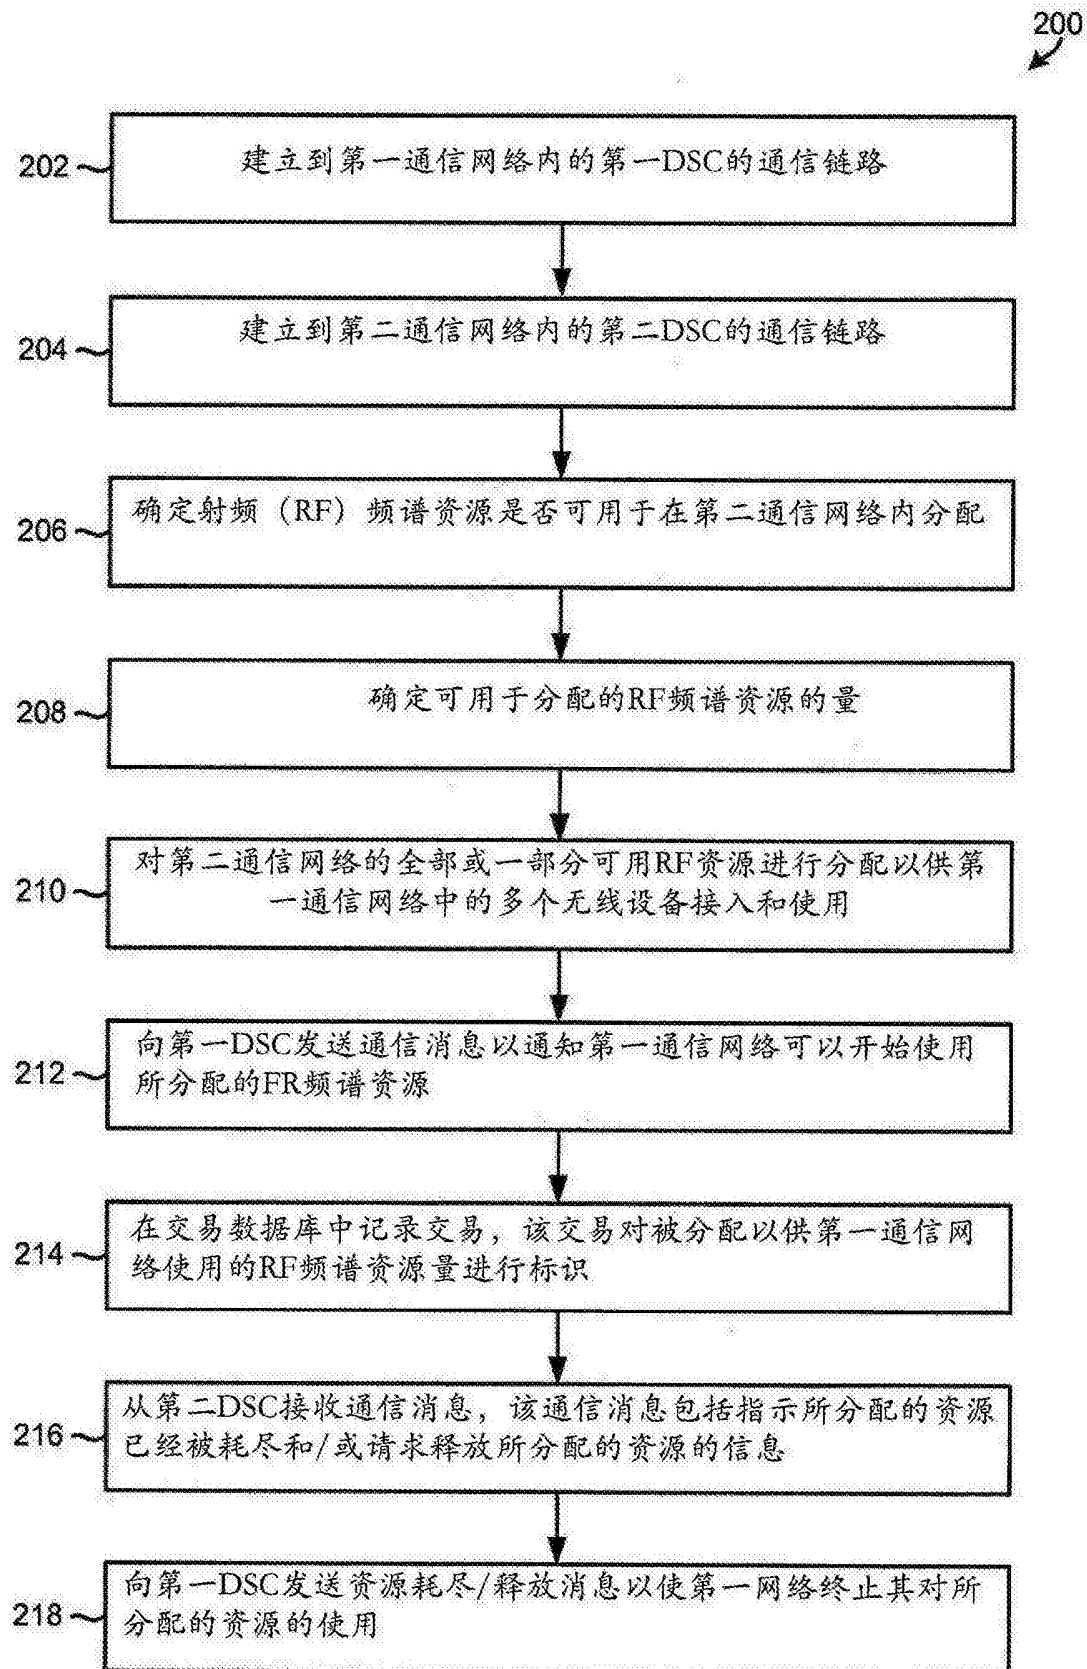 200
202
建立到第一通信网络内的第一DSC的通信链路
204
建立到第二通信网络内的第二DSC的通信链路
206
确定射频（RF）频谱资源是否可用于在第二通信网络内分配
208
确定可用于分配的RF频谱资源的量
210
对第二通信网络的全部或一部分可用RF资源进行分配以供第
一通信网络中的多个无线设备接入和使用
212
向第一DSC发送通信消息以通知第一通信网络可以开始使用
所分配的FR频谱资源
214
在交易数据库中记录交易，该交易对被分配以供第一通信网
络使用的RF频谱资源量进行标识
216
从第二DSC接收通信消息，该通信消息包括指示所分配的资源
已经被耗尽和/或请求释放所分配的资源的信息
218
向第一DSC发送资源耗尽/释放消息以使第一网络终止其对所
分配的资源的使用